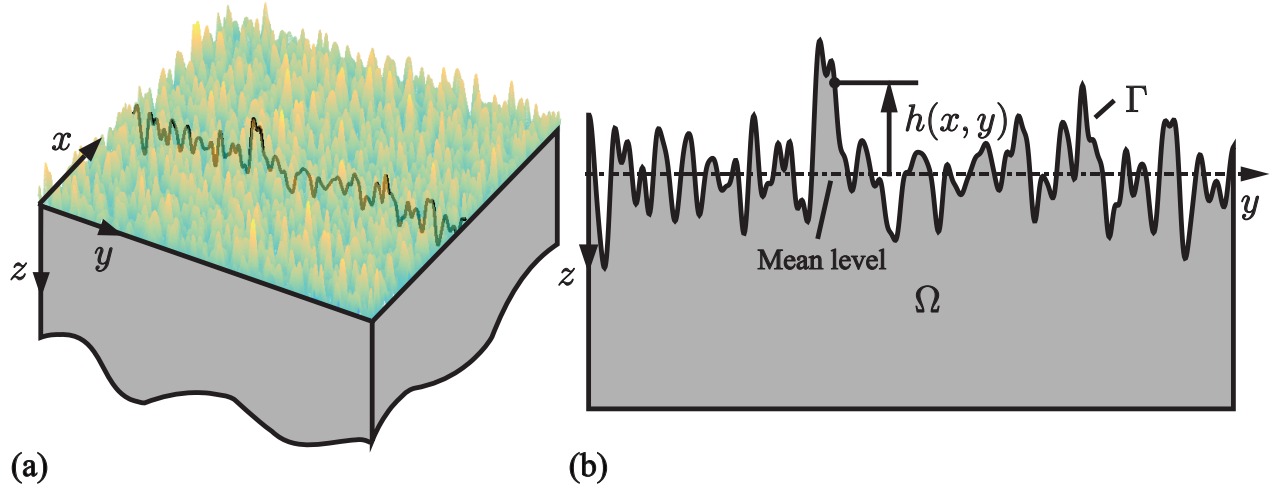 x
y
z
(a)
h(x, y)
Γ
y
Mean level
z
Ω
(b)